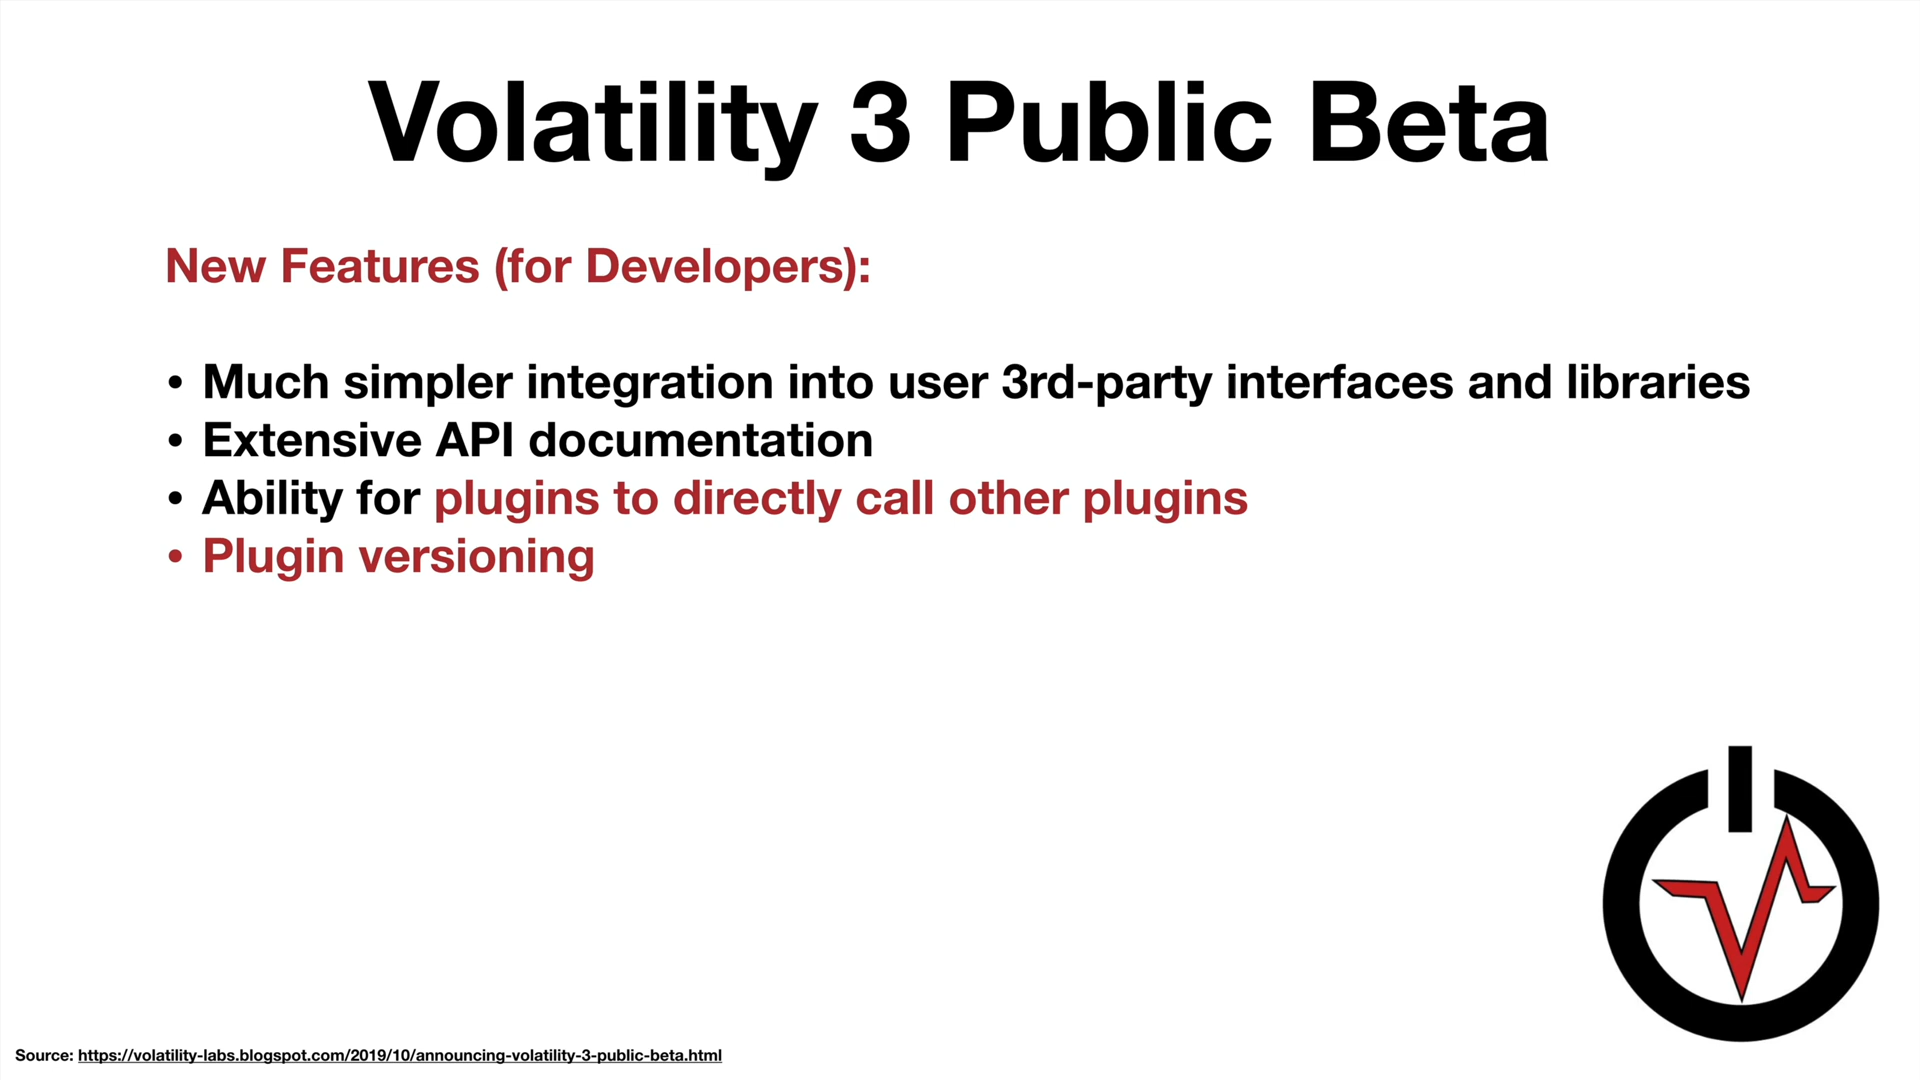 Volatility 3 Public Beta
New Features (for Developers):
• Much simpler integration into user 3rd-party interfaces and libraries
• Extensive API documentation
• Ability for plugins to directly call other plugins
• Plugin versioning
Source: https://volatility-labs.blogspot.com/2019/10/announcing-volatility-3-public-beta.html